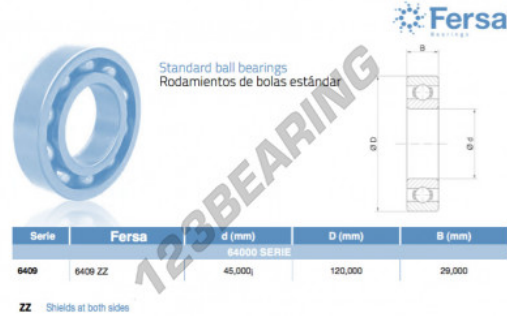 Fersa
Bearings
Standard ball bearings
Rodamientos de bolas estándar
B
Ø D
Ø d
123BEARING
Serie Fersa d (mm) D (mm) B (mm)
64000 SERIE
6409 6409 ZZ 45,000¡ 120,000 29,000
ZZ Shields at both sides